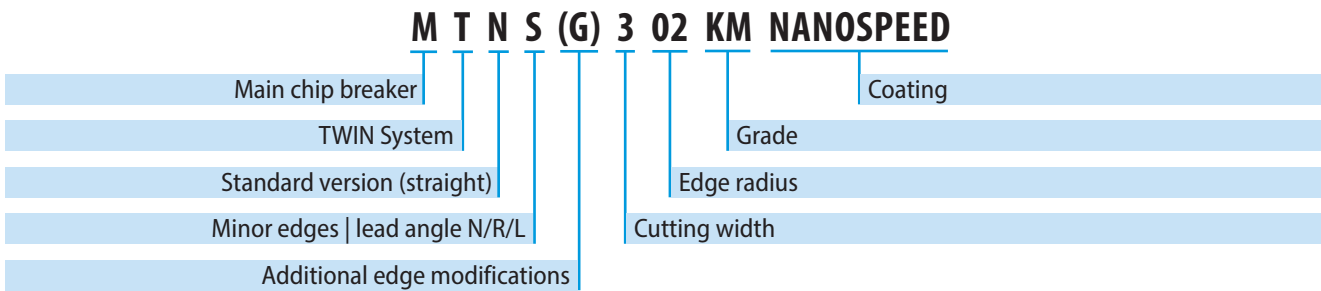 M T N S (G) 3 02 KM NANOSPEED
Main chip breaker
Coating
TWIN System
Grade
Standard version (straight)
Edge radius
Minor edges | lead angle N/R/L
Cutting width
Additional edge modifications